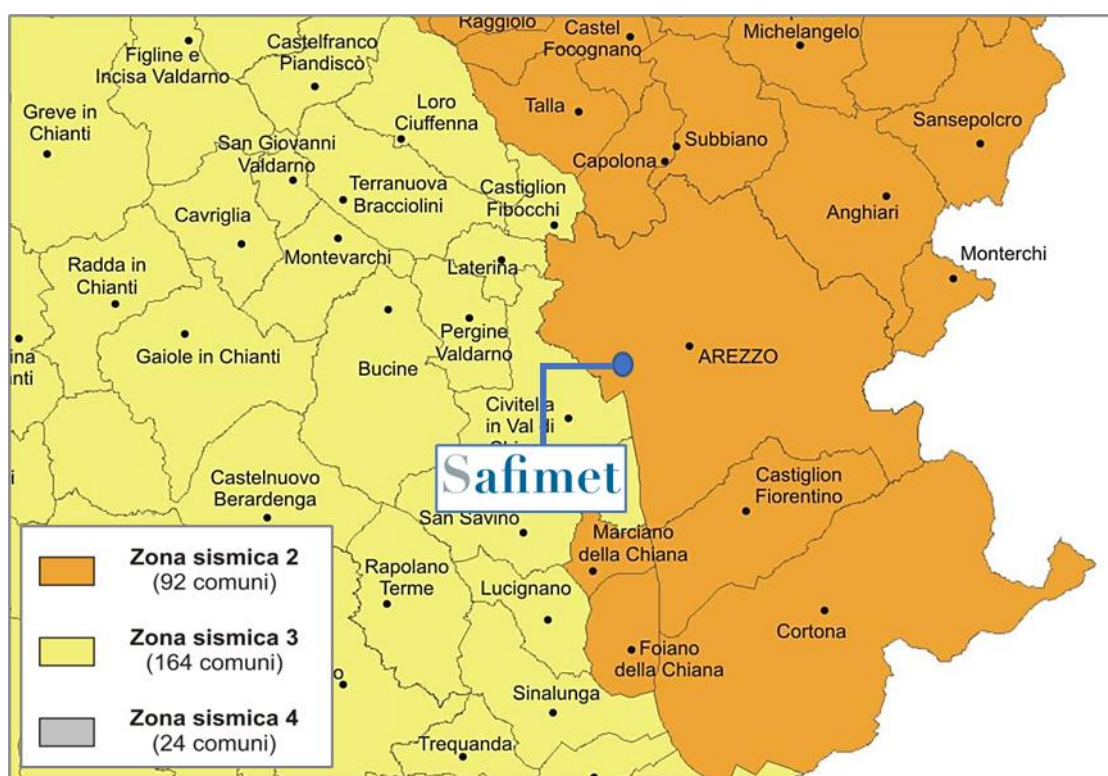 Raggiolo
Castel
Focognano
Michelangelo
Figline e
Incisa Valdarno
Castelfranco
Piandiscò
Greve in
Chianti
Loro
Ciuffenna
Talla
Subbiano
Sansepolcro
San Giovanni
Valdarno
Capolona
Terranuova
Bracciolini
Castiglion
Fibocchi
Cavriglia
Anghiari
Montevarchi
Laterina
Monterchi
Radda in
Chianti
Pergine
Valdarno
Gaiole in Chianti
Bucine
AREZZO
Civitella
in Val di
Safimet
Castelnuovo
Berardenga
Castiglion
Fiorentino
San Savino
Marciano
della Chiana
Rapolano
Terme
Lucignano
Cortona
Foiano
della Chiana
Sinalunga
Trequanda
Zona sismica 2
(92 comuni)
Zona sismica 3
(164 comuni)
Zona sismica 4
(24 comuni)